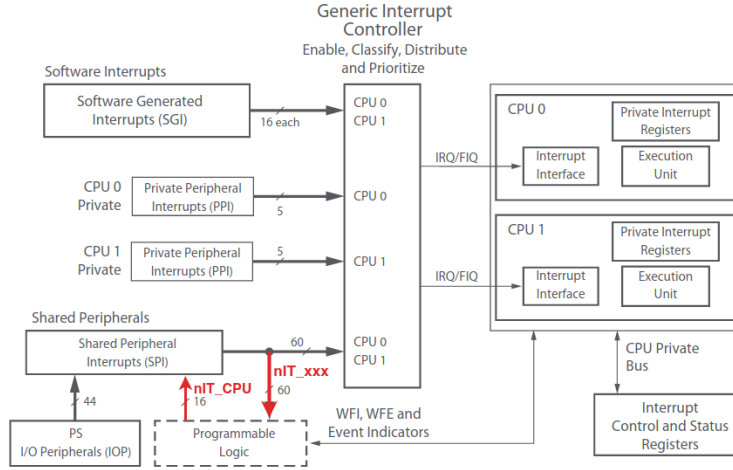 Generic Interrupt
Controller
Enable, Classify, Distribute
and Prioritize
Software Interrupts
Software Generated
Interrupts (SGI)
16 each
CPU 0
CPU 1
CPU 0
Private
Private Peripheral
Interrupts (PPI)
5
CPU 0
CPU 1
Private
Private Peripheral
Interrupts (PPI)
5
CPU 1
Shared Peripherals
Shared Peripheral
Interrupts (SPI)
60
CPU 0
CPU 1
nIT_CPU
nIT_xxx
44
16
60
PS
I/O Peripherals (IOP)
Programmable
Logic
IRQ/FIQ
CPU 0
Private Interrupt
Registers
Interrupt
Interface
Execution
Unit
IRQ/FIQ
CPU 1
Private Interrupt
Registers
Interrupt
Interface
Execution
Unit
WFI, WFE and
Event Indicators
CPU Private
Bus
Interrupt
Control and Status
Registers